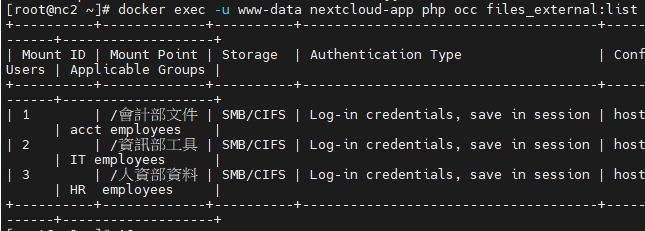 [root@nc2 ~]# docker exec -u www-data nextcloud-app php occ files_external:list
+----------+-------------+----------+--------------------------------------+-----
------+-------------------+
| Mount ID | Mount Point | Storage  | Authentication Type                  | Conf
Users | Applicable Groups |
+----------+-------------+----------+--------------------------------------+-----
------+-------------------+
| 1        | /會計部文件 | SMB/CIFS | Log-in credentials, save in session | host
      | acct employees    |
| 2        | /資訊部工具 | SMB/CIFS | Log-in credentials, save in session | host
      | IT employees      |
| 3        | /人資部資料 | SMB/CIFS | Log-in credentials, save in session | host
      | HR  employees     |
+----------+-------------+----------+--------------------------------------+-----
------+-------------------+